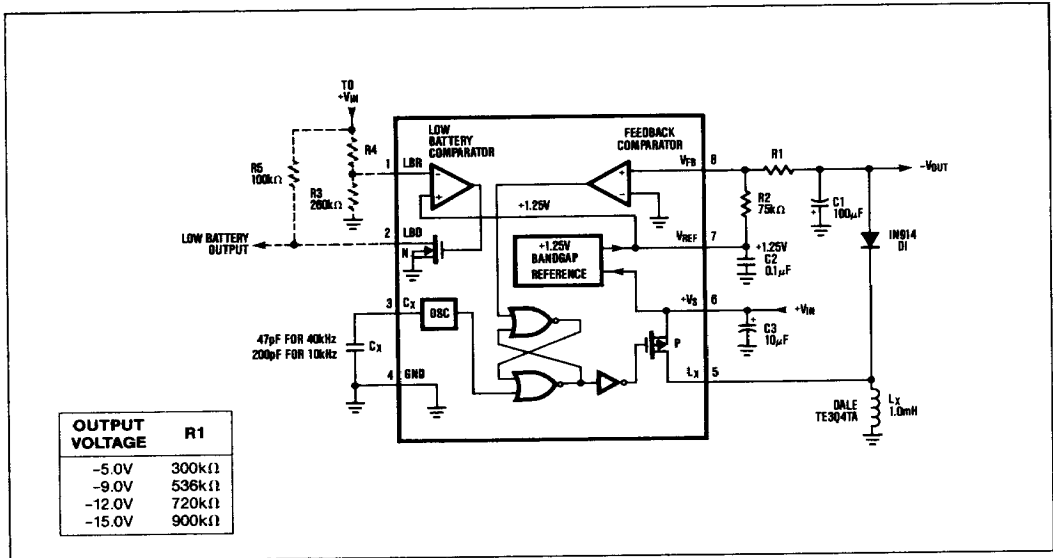 TO
+VIN
R4
R5
100kΩ
R3
260kΩ
LOW BATTERY
OUTPUT
1 LBR
2 LBD
LOW
BATTERY
COMPARATOR
FEEDBACK
COMPARATOR
+1.25V
N
+1.25V
BANDGAP
REFERENCE
VFB 8
R1
-VOUT
R2
75kΩ
C1
100µF
VREF 7
+1.25V
C2
0.1µF
IN914
DI
+VS 6
+VIN
C3
10µF
P
LX 5
DALE
TE3Q4TA
LX
1.0mH
3 CX
OSC
47pF FOR 40kHz
200pF FOR 10kHz
CX
4 GND
OUTPUT
VOLTAGE R1
-5.0V 300kΩ
-9.0V 536kΩ
-12.0V 720kΩ
-15.0V 900kΩ